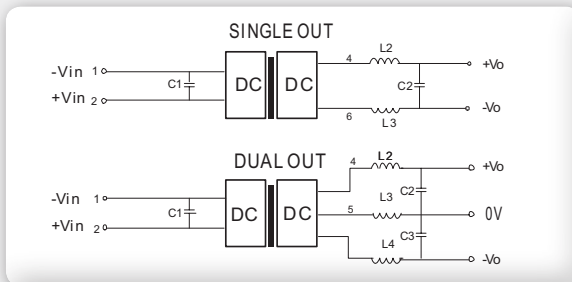 SINGLE OUT
L2
4
+Vo
-Vin 1
C1
DC DC
C2
+Vin 2
6
L3
-Vo
DUAL OUT
L2
4
+Vo
C2
-Vin 1
L3
C1
DC DC
5
0V
+Vin 2
C3
L4
-Vo